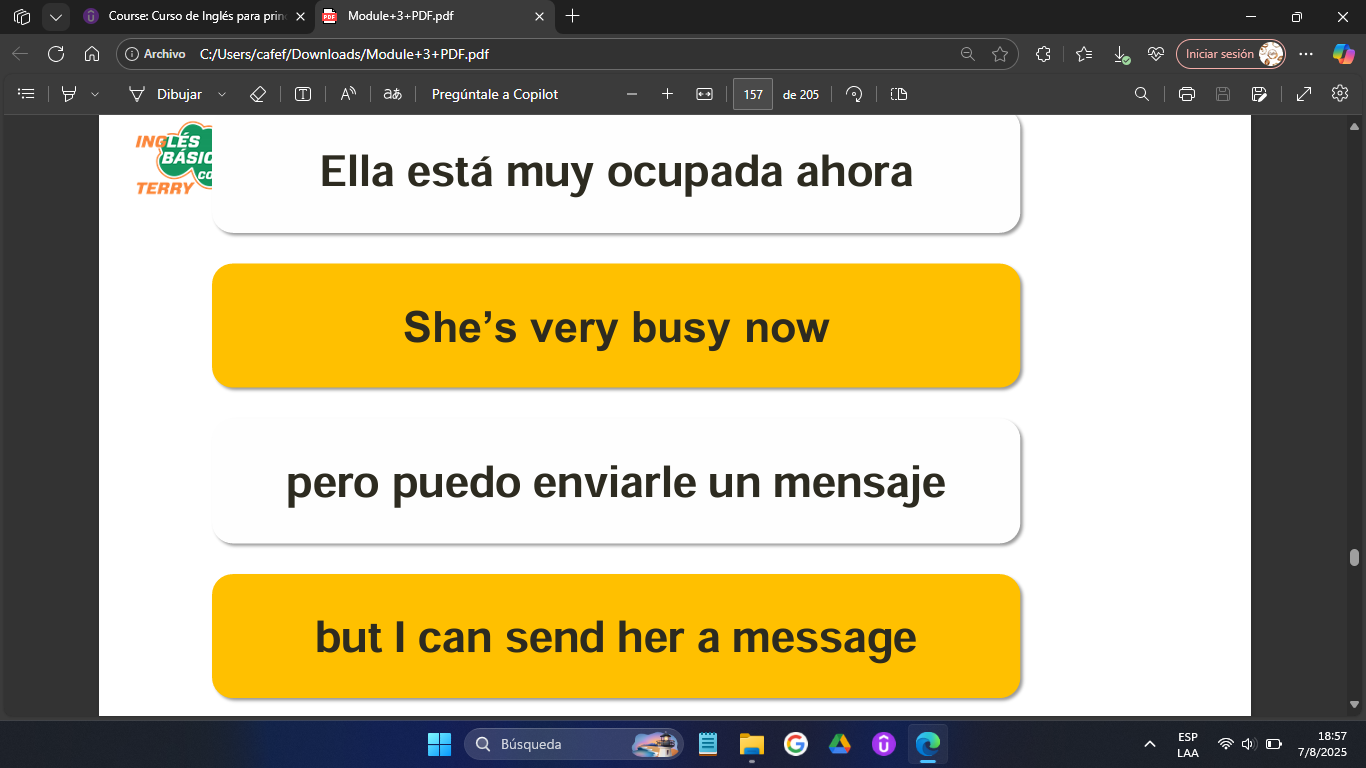 Course: Curso de Inglés para prin
Module+3+PDF.pdf
Archivo
C:/Users/cafef/Downloads/Module+3+PDF.pdf
Iniciar sesión
Dibujar
Pregúntale a Copilot
157
de 205
INGLÉS
BÁSIC
CO
TERRY
Ella está muy ocupada ahora
She's very busy now
pero puedo enviarle un mensaje
but I can send her a message
Búsqueda
ESP
LAA
18:57
7/8/2025